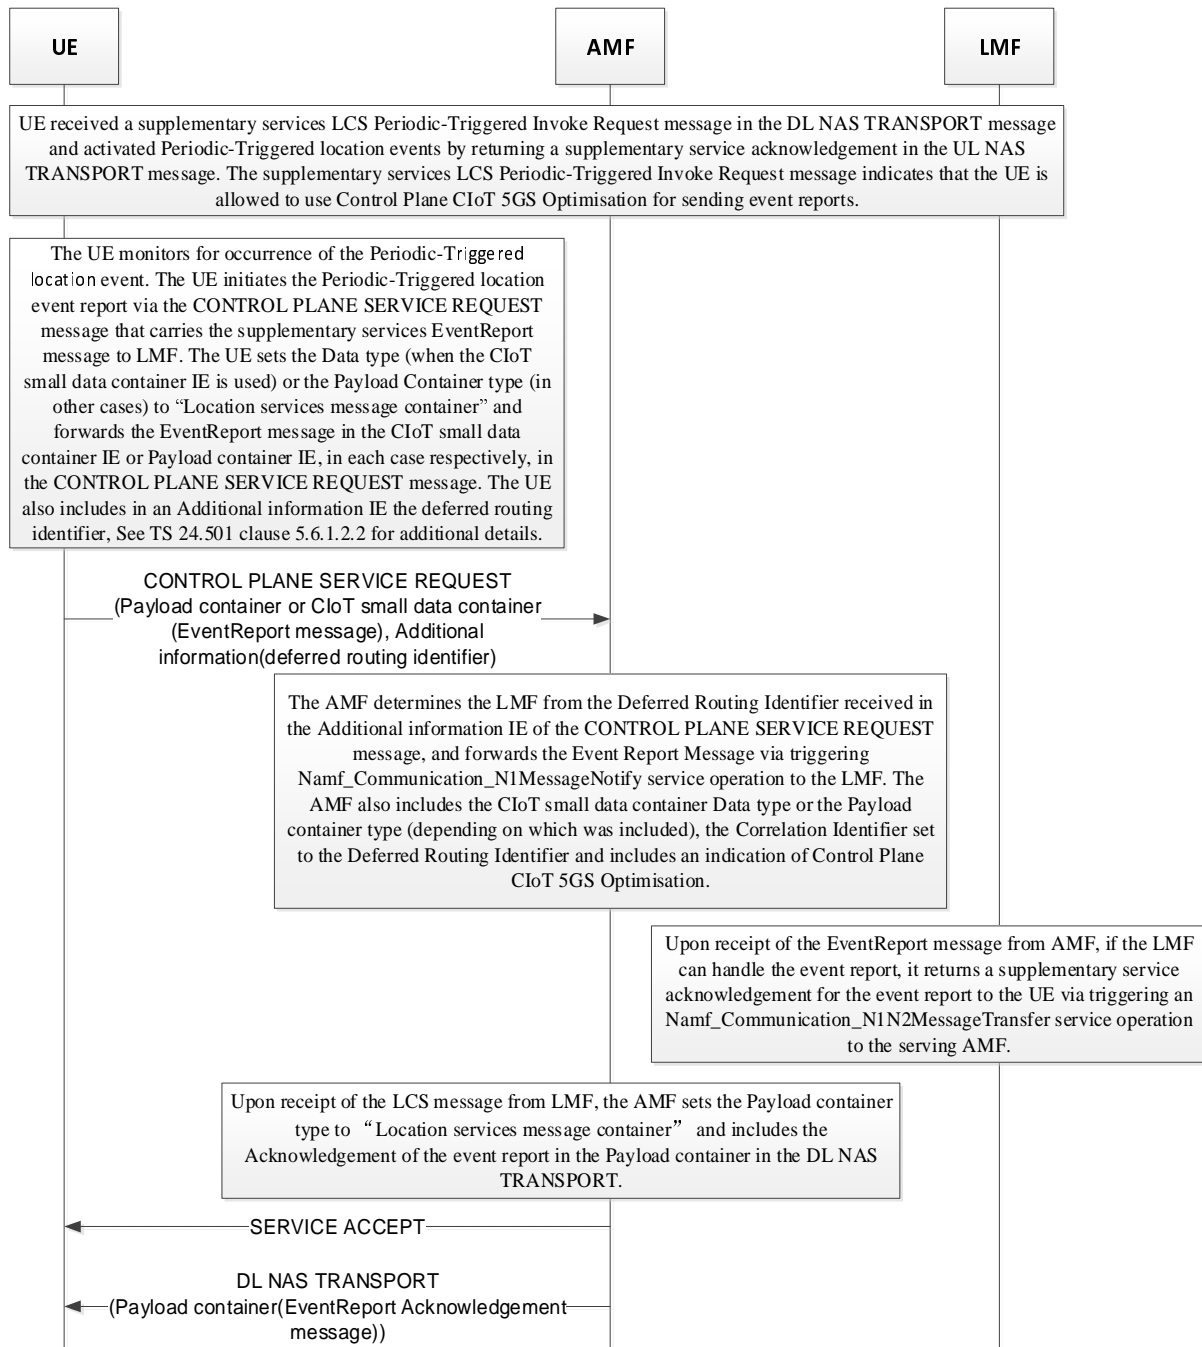 UE
AMF
LMF
UE received a supplementary services LCS Periodic-Triggered Invoke Request message in the DL NAS TRANSPORT message
and activated Periodic-Triggered location events by returning a supplementary service acknowledgement in the UL NAS
TRANSPORT message. The supplementary services LCS Periodic-Triggered Invoke Request message indicates that the UE is
allowed to use Control Plane CIoT 5GS Optimisation for sending event reports.
The UE monitors for occurrence of the Periodic-Triggered
location event. The UE initiates the Periodic-Triggered location
event report via the CONTROL PLANE SERVICE REQUEST
message that carries the supplementary services EventReport
message to LMF. The UE sets the Data type (when the CIoT
small data container IE is used) or the Payload Container type (in
other cases) to “Location services message container” and
forwards the EventReport message in the CIoT small data
container IE or Payload container IE, in each case respectively, in
the CONTROL PLANE SERVICE REQUEST message. The UE
also includes in an Additional information IE the deferred routing
identifier, See TS 24.501 clause 5.6.1.2.2 for additional details.
CONTROL PLANE SERVICE REQUEST
(Payload container or CIoT small data container
(EventReport message), Additional
information(deferred routing identifier)
The AMF determines the LMF from the Deferred Routing Identifier received in
the Additional information IE of the CONTROL PLANE SERVICE REQUEST
message, and forwards the Event Report Message via triggering
Namf_Communication_N1MessageNotify service operation to the LMF. The
AMF also includes the CIoT small data container Data type or the Payload
container type (depending on which was included), the Correlation Identifier set
to the Deferred Routing Identifier and includes an indication of Control Plane
CIoT 5GS Optimisation.
Upon receipt of the EventReport message from AMF, if the LMF
can handle the event report, it returns a supplementary service
acknowledgement for the event report to the UE via triggering an
Namf_Communication_N1N2MessageTransfer service operation
to the serving AMF.
Upon receipt of the LCS message from LMF, the AMF sets the Payload container
type to “Location services message container” and includes the
Acknowledgement of the event report in the Payload container in the DL NAS
TRANSPORT.
SERVICE ACCEPT
DL NAS TRANSPORT
(Payload container(EventReport Acknowledgement
message))